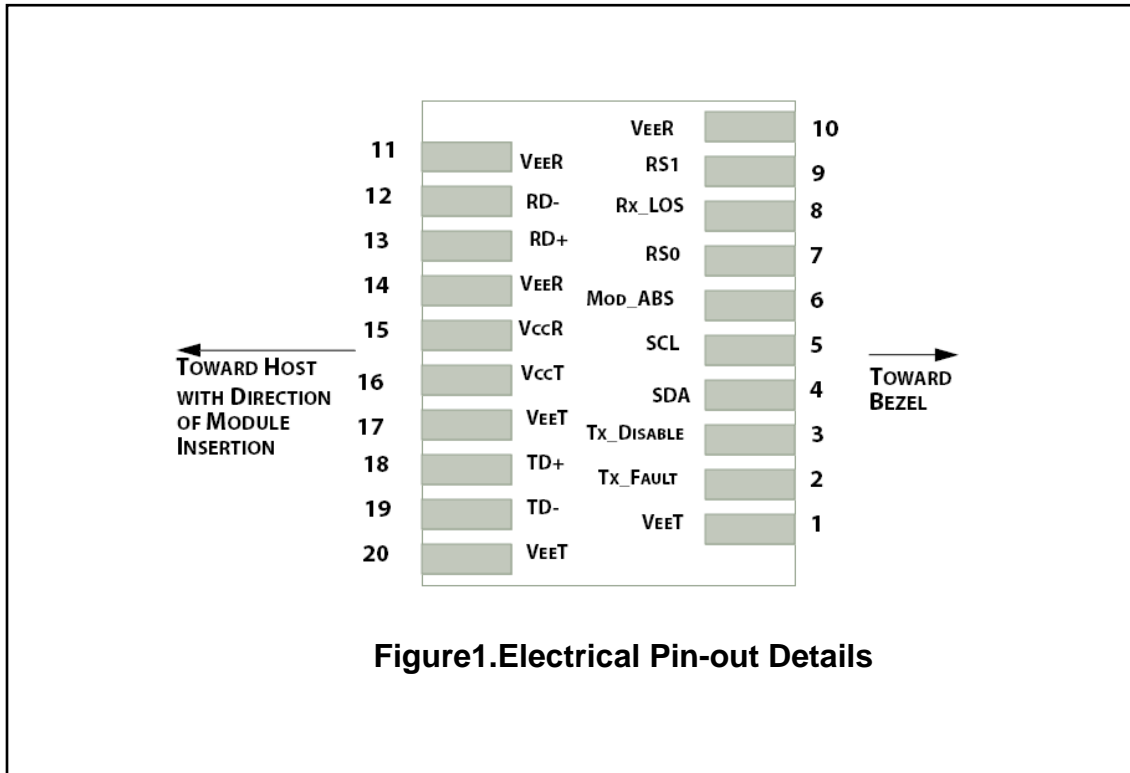 11 VEER
12 RD-
13 RD+
14 VEER
15 VCCR
16 VCCT
17 VEET
18 TD+
19 TD-
20 VEET
VEER 10
RS1 9
RX_LOS 8
RS0 7
MOD_ABS 6
SCL 5
SDA 4
TX_DISABLE 3
TX_FAULT 2
VEET 1
TOWARD HOST
WITH DIRECTION
OF MODULE
INSERTION
TOWARD
BEZEL
Figure1.Electrical Pin-out Details